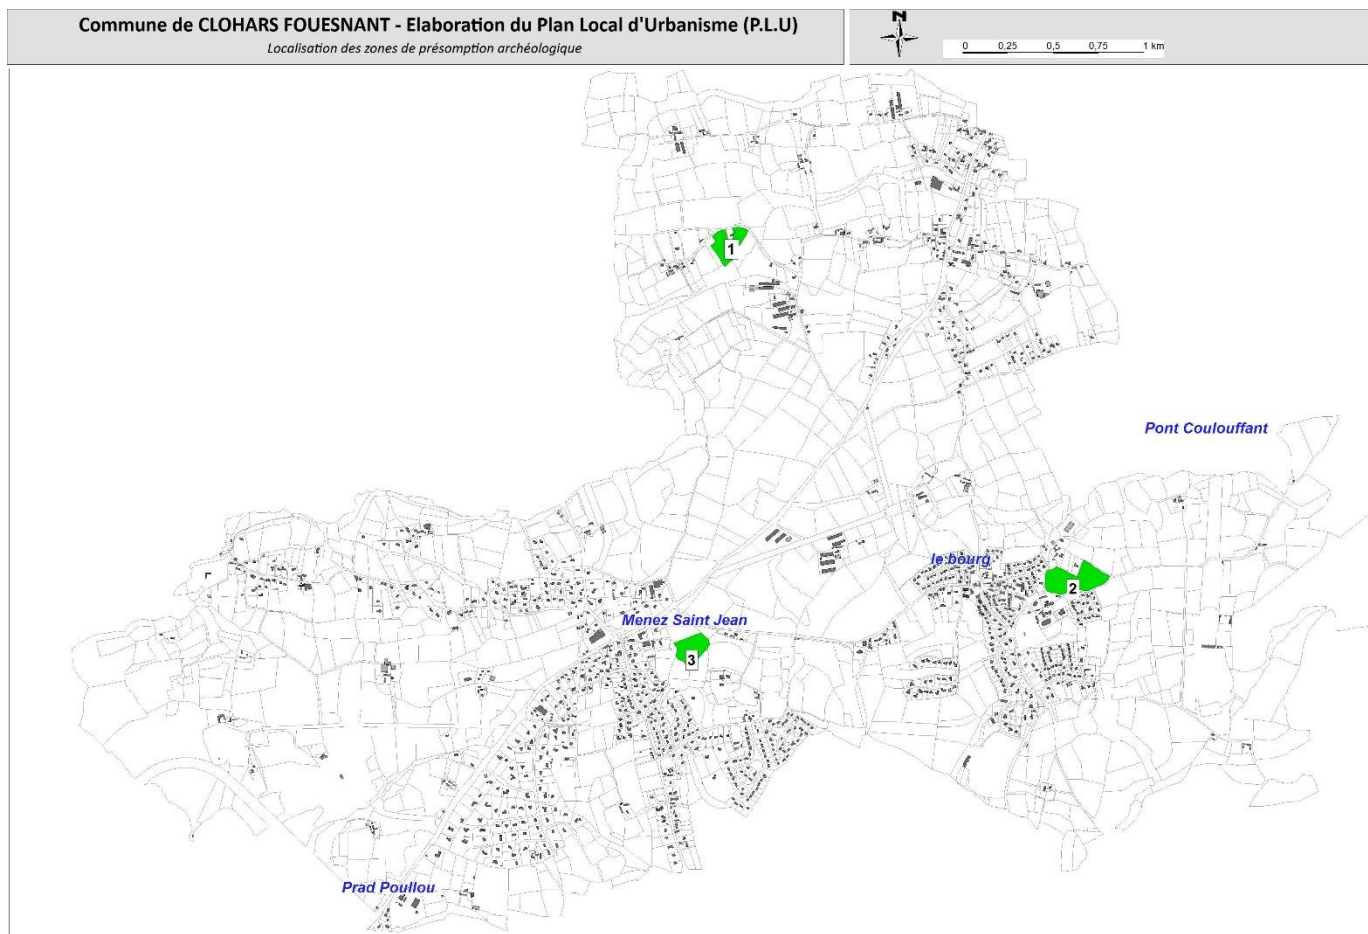 Commune de CLOHARS FOUESNANT - Elaboration du Plan Local d'Urbanisme (P.L.U)
Localisation des zones de présomption archéologique
N
0 0,25 0,5 0,75 1 km
1
Pont Coulouffant
le bourg
2
Menez Saint Jean
3
Prad Poullou